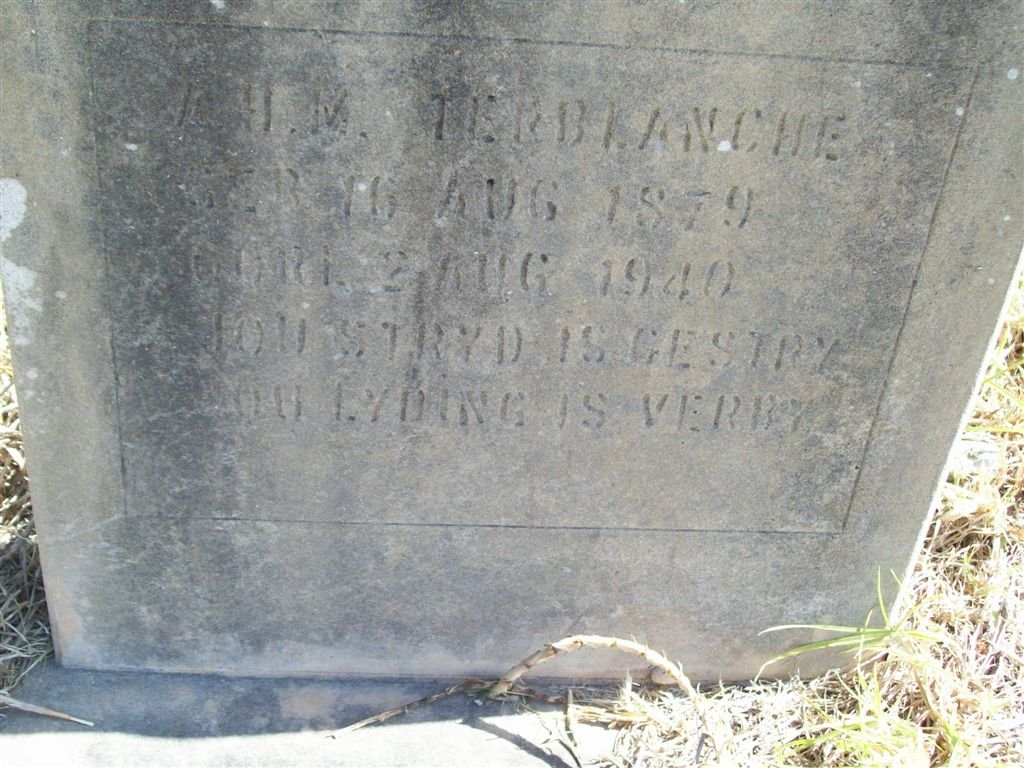 A.H.M. TERBLANCHE
GEB. 16 AUG 1879
OORL. 2 AUG 1940
JOU STRYD IS GESTRY
JOU LYDING IS VERBY